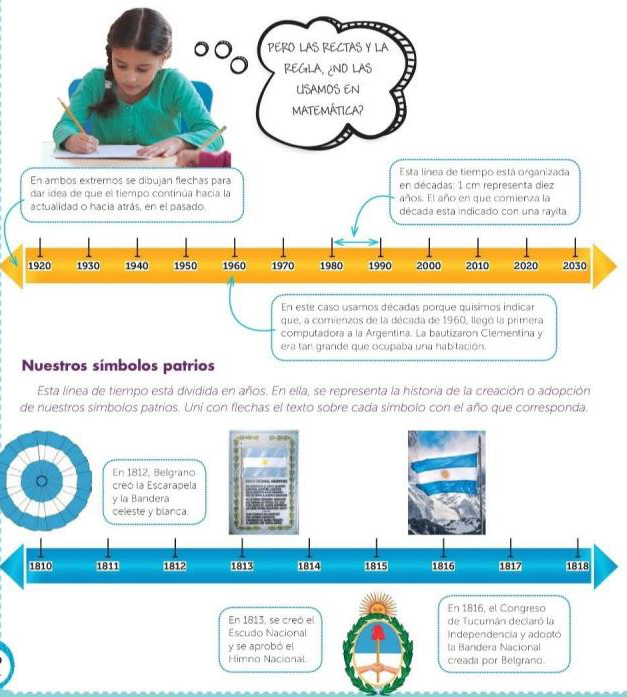 PERO LAS RECTAS Y LA
REGLA, ¿NO LAS
USAMOS EN
MATEMÁTICA?
En ambos extremos se dibujan flechas para
dar idea de que el tiempo continúa hacia la
actualidad o hacia atrás, en el pasado.
Esta línea de tiempo está organizada
en décadas: 1 cm representa diez
años. El año en que comienza la
década esta indicado con una rayita.
1920 1930 1940 1950 1960 1970 1980 1990 2000 2010 2020 2030
En este caso usamos décadas porque quisimos indicar
que, a comienzos de la década de 1960, llegó la primera
computadora a la Argentina. La bautizaron Clementina y
era tan grande que ocupaba una habitación.
Nuestros símbolos patrios
Esta línea de tiempo está dividida en años. En ella, se representa la historia de la creación o adopción
de nuestros símbolos patrios. Uní con flechas el texto sobre cada símbolo con el año que corresponda.
En 1812, Belgrano
creó la Escarapela
y la Bandera
celeste y blanca.
1810 1811 1812 1813 1814 1815 1816 1817 1818
En 1813, se creó el
Escudo Nacional
y se aprobó el
Himno Nacional.
En 1816, el Congreso
de Tucumán declaró la
Independencia y adoptó
la Bandera Nacional
creada por Belgrano.